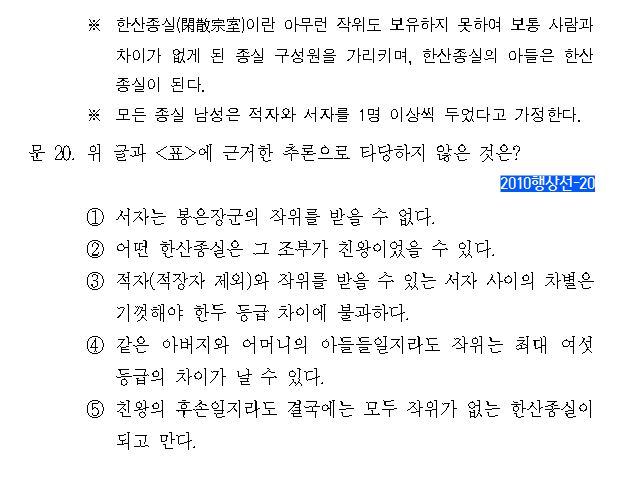 ※ 한산종실(閑散宗室)이란 아무런 작위도 보유하지 못하여 보통 사람과
차이가 없게 된 종실 구성원을 가리키며, 한산종실의 아들은 한산
종실이 된다.
※ 모든 종실 남성은 적자와 서자를 1명 이상씩 두었다고 가정한다.
문 20. 위 글과 <표>에 근거한 추론으로 타당하지 않은 것은?
2010행상선-20
① 서자는 봉은장군의 작위를 받을 수 없다.
② 어떤 한산종실은 그 조부가 친왕이었을 수 있다.
③ 적자(적장자 제외)와 작위를 받을 수 있는 서자 사이의 차별은
기껏해야 한두 등급 차이에 불과하다.
④ 같은 아버지와 어머니의 아들들일지라도 작위는 최대 여섯
등급의 차이가 날 수 있다.
⑤ 친왕의 후손일지라도 결국에는 모두 작위가 없는 한산종실이
되고 만다.